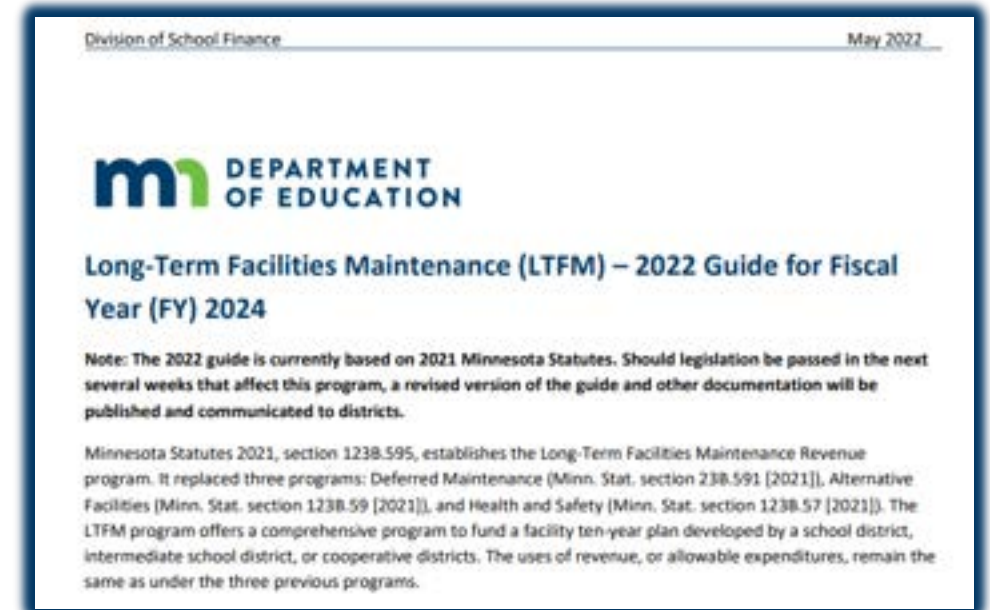 Division of School Finance May 2022
mn DEPARTMENT
OF EDUCATION
Long-Term Facilities Maintenance (LTFM) – 2022 Guide for Fiscal
Year (FY) 2024
Note: The 2022 guide is currently based on 2021 Minnesota Statutes. Should legislation be passed in the next
several weeks that affect this program, a revised version of the guide and other documentation will be
published and communicated to districts.
Minnesota Statutes 2021, section 123B.595, establishes the Long-Term Facilities Maintenance Revenue
program. It replaced three programs: Deferred Maintenance (Minn. Stat. section 23B.591 [2021]), Alternative
Facilities (Minn. Stat. section 123B.59 [2021]), and Health and Safety (Minn. Stat. section 123B.57 [2021]). The
LTFM program offers a comprehensive program to fund a facility ten-year plan developed by a school district,
intermediate school district, or cooperative districts. The uses of revenue, or allowable expenditures, remain the
same as under the three previous programs.